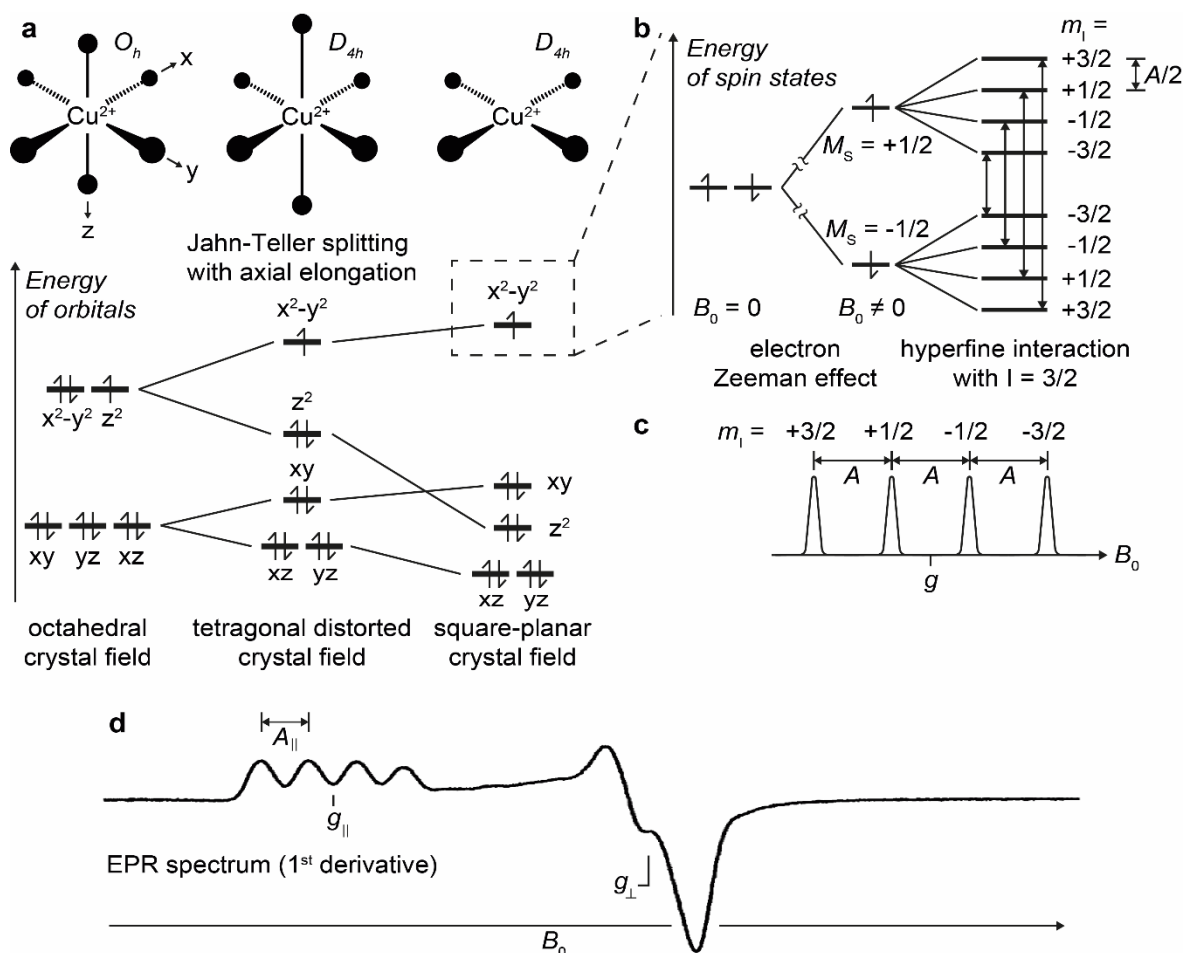 a
O_h
D_4h
D_4h
Cu²⁺
x
y
z
Cu²⁺
Cu²⁺
Jahn-Teller splitting
with axial elongation
Energy
of orbitals
x²-y²
x²-y²
x²-y² z²
z²
xy
xy
z²
xy yz xz
xz yz
xz yz
octahedral
crystal field
tetragonal distorted
crystal field
square-planar
crystal field
b
Energy
of spin states
m_I =
+3/2
+1/2
-1/2
-3/2
A/2
M_S = +1/2
M_S = -1/2
-3/2
-1/2
+1/2
+3/2
B_0 = 0
B_0 ≠ 0
electron
Zeeman effect
hyperfine interaction
with I = 3/2
c
m_I = +3/2 +1/2 -1/2 -3/2
A A A
B_0
g
d
A_||
g_||
EPR spectrum (1st derivative)
g_⊥
B_0